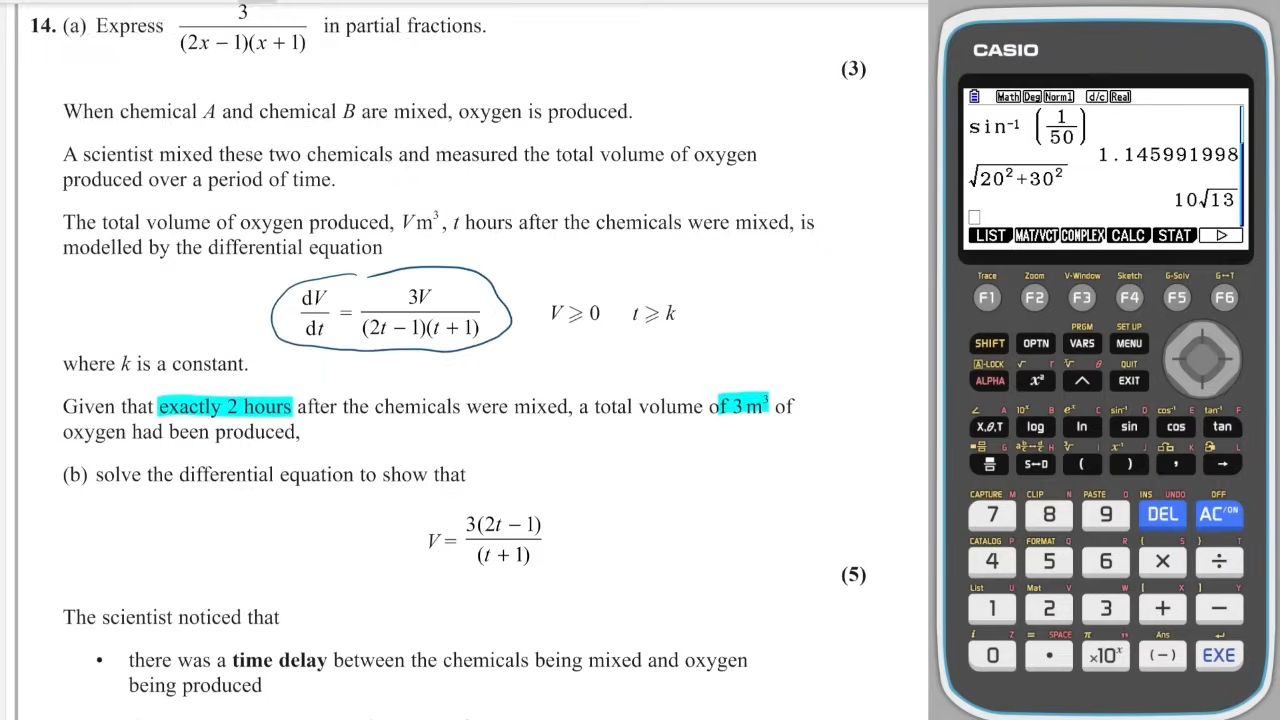 14. (a) Express 3/((2x − 1)(x + 1)) in partial fractions.
(3)
When chemical A and chemical B are mixed, oxygen is produced.
A scientist mixed these two chemicals and measured the total volume of oxygen
produced over a period of time.
The total volume of oxygen produced, V m³, t hours after the chemicals were mixed, is
modelled by the differential equation
dV/dt = 3V/((2t − 1)(t + 1)) V ⩾ 0 t ⩾ k
where k is a constant.
Given that exactly 2 hours after the chemicals were mixed, a total volume of 3 m³ of
oxygen had been produced,
(b) solve the differential equation to show that
V = 3(2t − 1)/(t + 1)
(5)
The scientist noticed that
• there was a time delay between the chemicals being mixed and oxygen
being produced
CASIO
Math Deg Norm1 d/c Real
sin⁻¹ (1/50)
1.145991998
√20²+30²
10√13
LIST MAT/VCT COMPLEX CALC STAT ▷
Trace Zoom V-Window Sketch G-Solv G↔T
F1 F2 F3 F4 F5 F6
PRGM SET UP
SHIFT OPTN VARS MENU
A-LOCK √ r ∛ θ QUIT
ALPHA x² ^ EXIT
∠ A 10ˣ B eˣ C sin⁻¹ D cos⁻¹ E tan⁻¹ F
X,θ,T log ln sin cos tan
G H I x⁻¹ J K L
S↔D ( ) , →
CAPTURE M CLIP N PASTE O INS UNDO OFF
7 8 9 DEL AC/ON
CATALOG P FORMAT Q R { S } T
4 5 6 × ÷
List U Mat V W [ X ] Y
1 2 3 + −
i Z = SPACE π " Ans ↵
0 • ×10ˣ (−) EXE